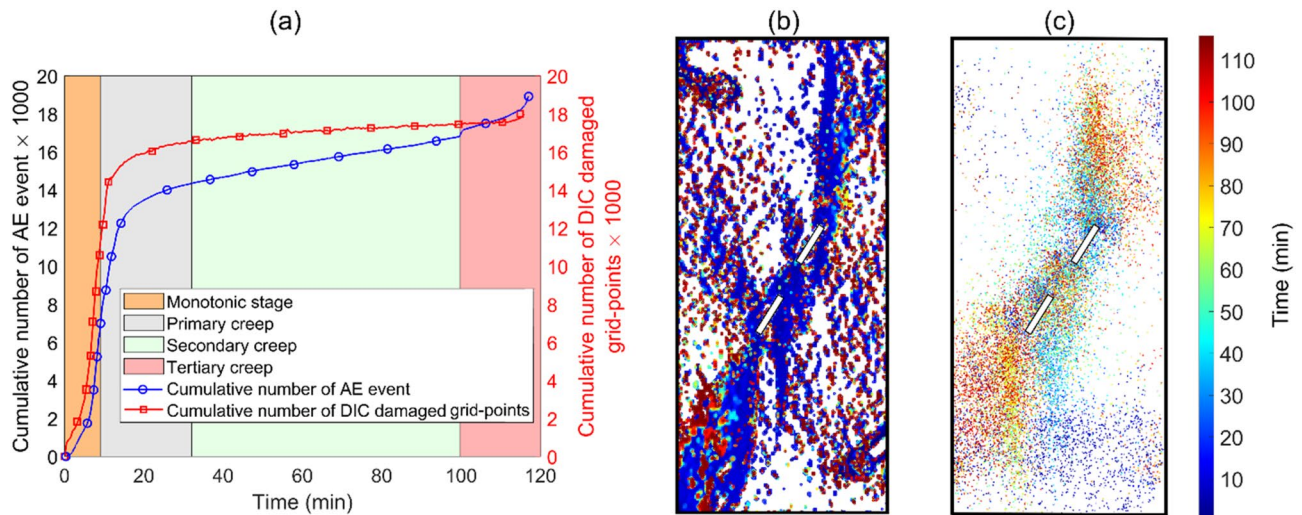 (a)
(b)
(c)
Cumulative number of AE event × 1000
20
18
16
14
12
10
8
6
4
2
0
Monotonic stage
Primary creep
Secondary creep
Tertiary creep
Cumulative number of AE event
Cumulative number of DIC damaged grid-points
0
20
40
60
80
100
120
Time (min)
20
18
16
14
12
10
8
6
4
2
0
Cumulative number of DIC damaged
grid-points × 1000
110
100
90
80
70
60
50
40
30
20
10
Time (min)